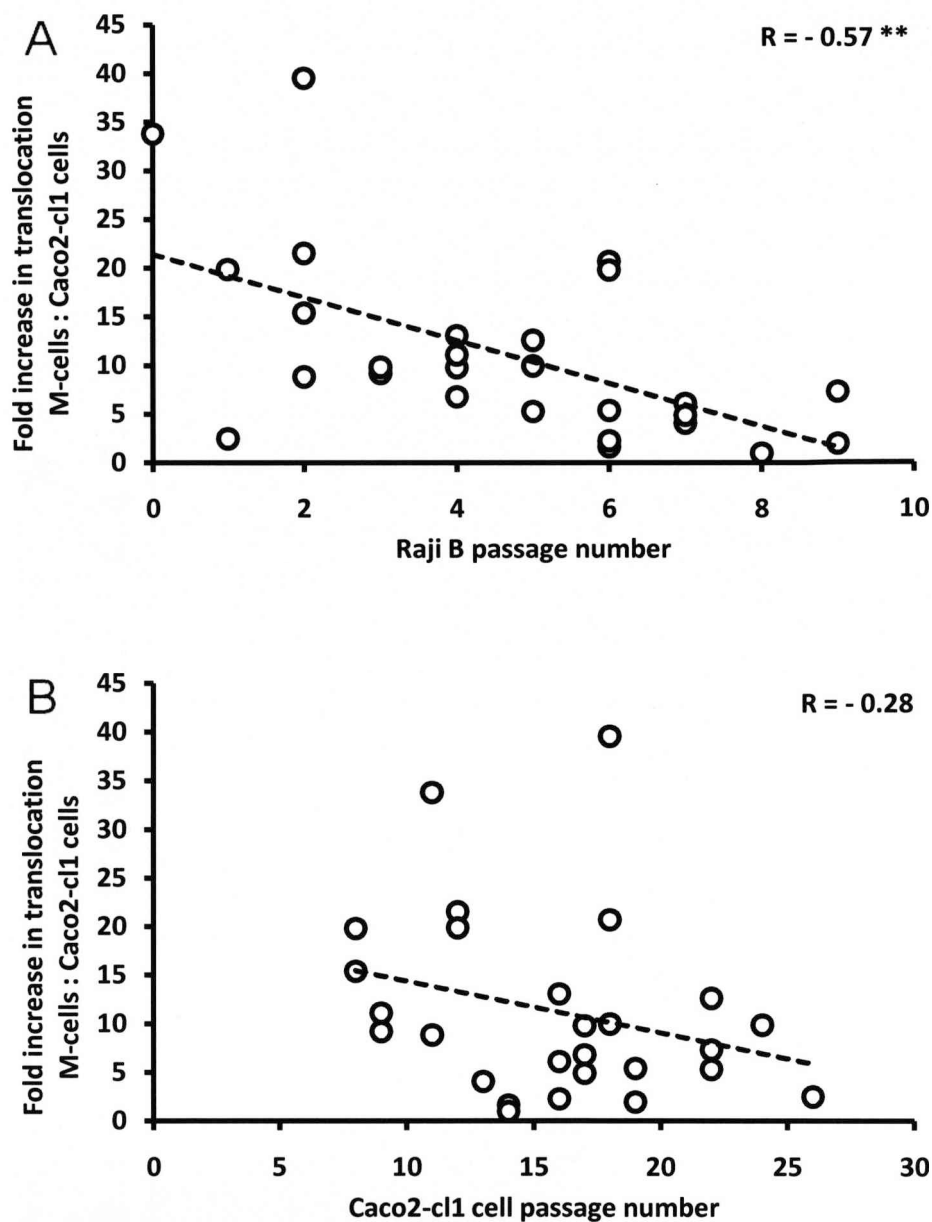 A
R = - 0.57 **
Fold increase in translocation
M-cells : Caco2-cl1 cells
45
40
35
30
25
20
15
10
5
0
0 2 4 6 8 10
Raji B passage number
B
R = - 0.28
Fold increase in translocation
M-cells : Caco2-cl1 cells
45
40
35
30
25
20
15
10
5
0
0 5 10 15 20 25 30
Caco2-cl1 cell passage number